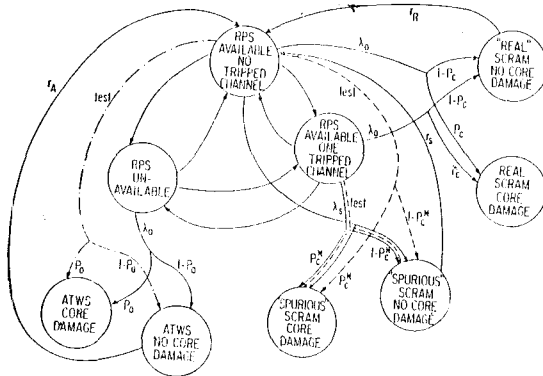 r_R
RPS
AVAILABLE
NO
TRIPPED
CHANNEL
λ_0
"REAL"
SCRAM
NO CORE
DAMAGE
r_A
test
test
1-P_c
1-P_c
RPS
AVAILABLE
ONE
TRIPPED
CHANNEL
λ_0
r_s
P_c
P_c
REAL
SCRAM
CORE
DAMAGE
RPS
UN-
AVAILABLE
λ_s
test
λ_0
1-P_c*
1-P_c*
P_0
1-P_0
1-P_0
P_0
P_c*
P_c*
ATWS
CORE
DAMAGE
ATWS
NO CORE
DAMAGE
"SPURIOUS"
SCRAM
CORE
DAMAGE
"SPURIOUS"
SCRAM
NO CORE
DAMAGE